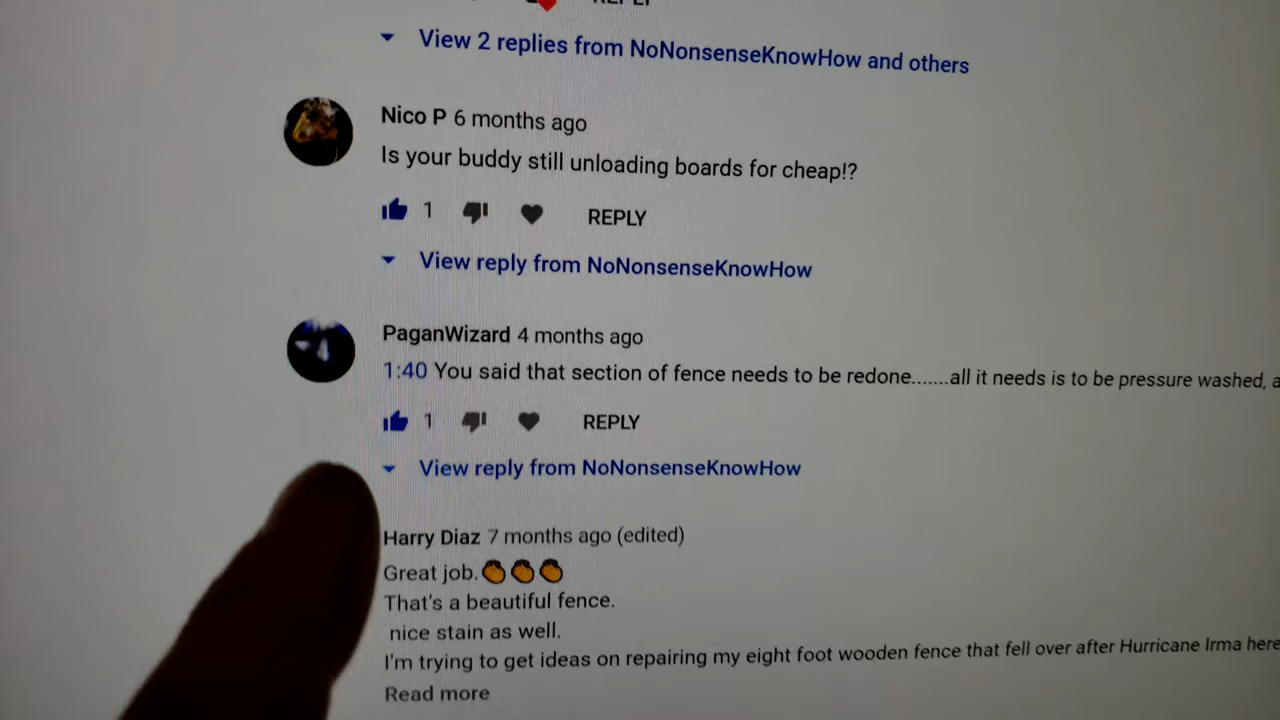 View 2 replies from NoNonsenseKnowHow and others
Nico P 6 months ago
Is your buddy still unloading boards for cheap!?
1 REPLY
View reply from NoNonsenseKnowHow
PaganWizard 4 months ago
1:40 You said that section of fence needs to be redone.......all it needs is to be pressure washed, a
1 REPLY
View reply from NoNonsenseKnowHow
Harry Diaz 7 months ago (edited)
Great job.👏👏👏
That's a beautiful fence.
nice stain as well.
I'm trying to get ideas on repairing my eight foot wooden fence that fell over after Hurricane Irma here
Read more